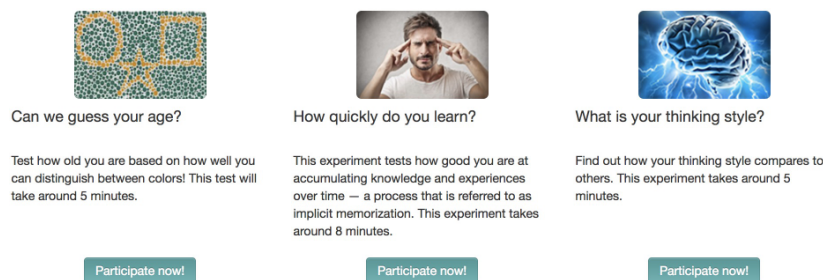 Can we guess your age?
Test how old you are based on how well you
can distinguish between colors! This test will
take around 5 minutes.
Participate now!
How quickly do you learn?
This experiment tests how good you are at
accumulating knowledge and experiences
over time — a process that is referred to as
implicit memorization. This experiment takes
around 8 minutes.
Participate now!
What is your thinking style?
Find out how your thinking style compares to
others. This experiment takes around 5
minutes.
Participate now!